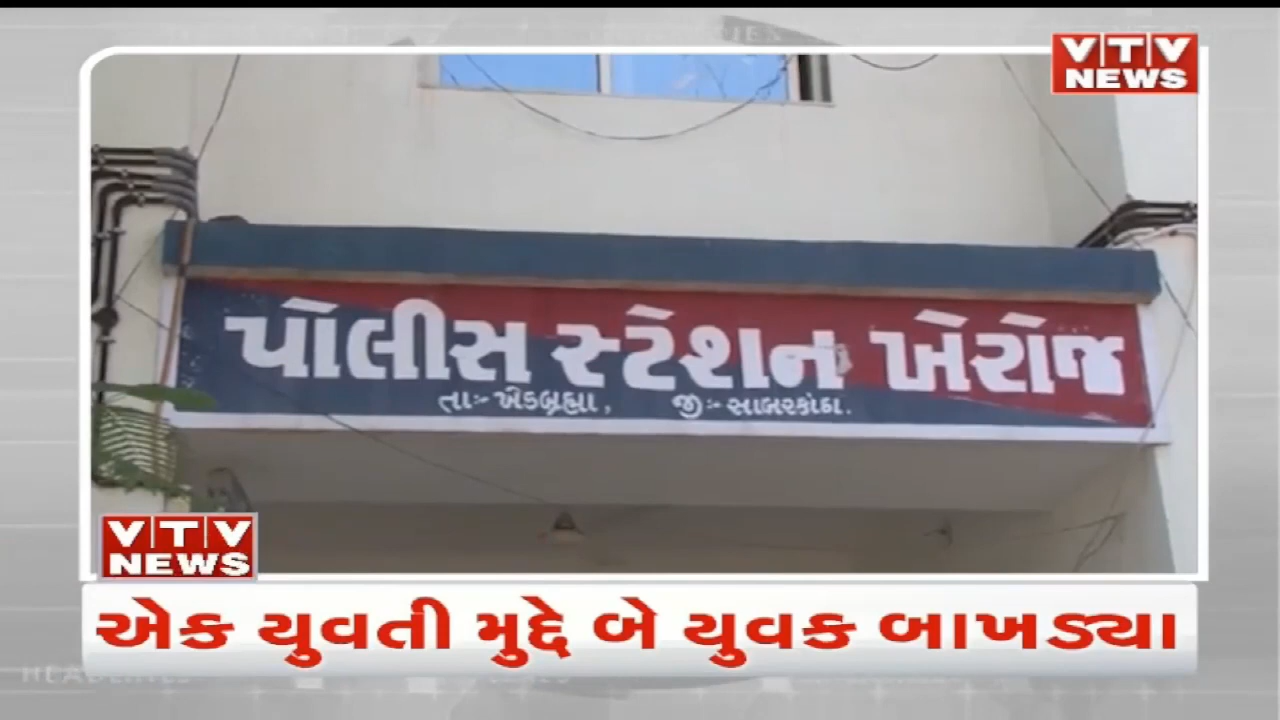 VTV
NEWS
પોલીસ સ્ટેશન ખેરોજ
તા:- ખેડબ્રહ્મા, જી:- સાબરકાંઠા.
VTV
NEWS
એક યુવતી મુદ્દે બે યુવક બાખડ્યા